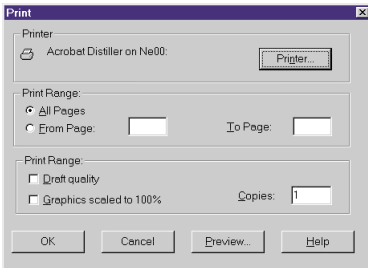 Print
Printer
Acrobat Distiller on Ne00:
Printer...
Print Range:
All Pages
From Page: To Page:
Print Range:
Draft quality
Graphics scaled to 100%
Copies: 1
OK Cancel Preview... Help